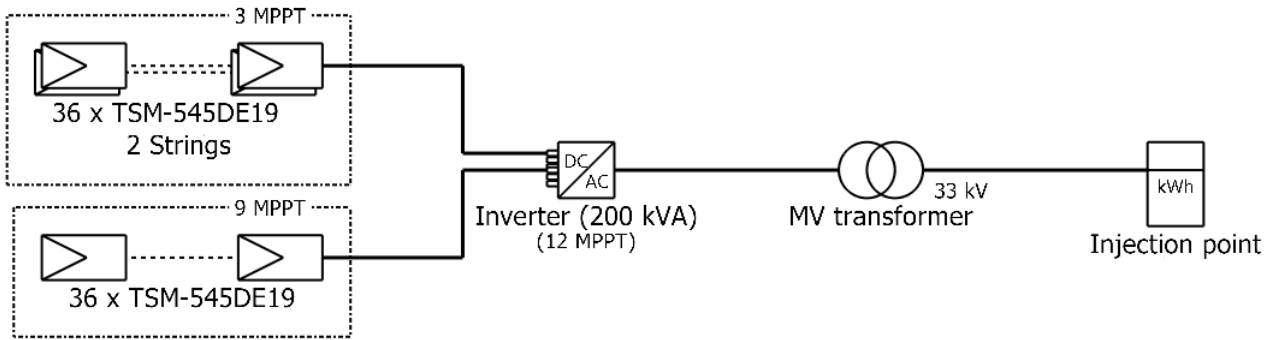 3 MPPT
36 x TSM-545DE19
2 Strings
DC
AC
Inverter (200 kVA)
(12 MPPT)
33 kV
MV transformer
kWh
Injection point
9 MPPT
36 x TSM-545DE19